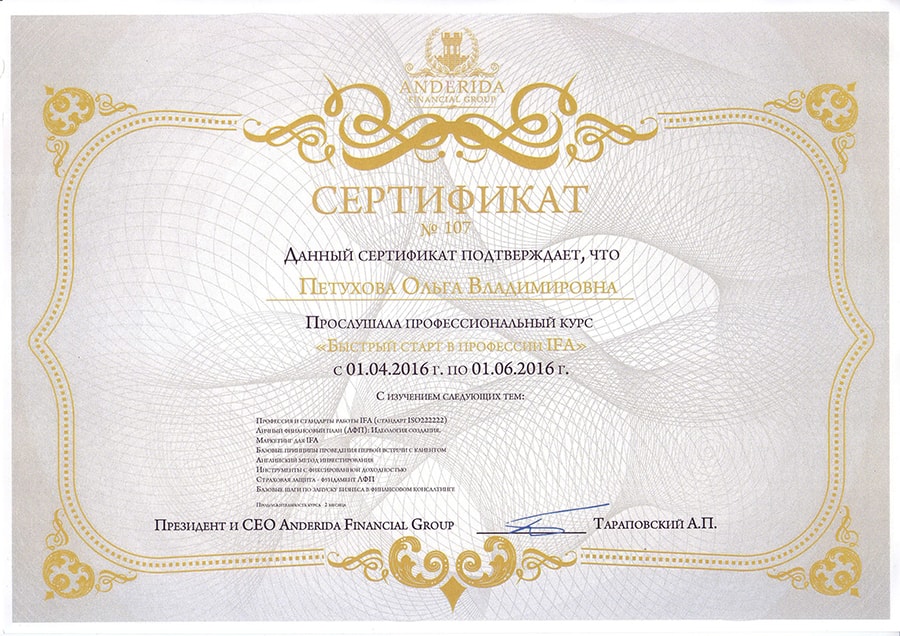 ANDERIDA
FINANCIAL GROUP
СЕРТИФИКАТ
№ 107
Данный сертификат подтверждает, что
Петухова Ольга Владимировна
Прослушала профессиональный курс
«Быстрый старт в профессии IFA»
с 01.04.2016 г. по 01.06.2016 г.
С изучением следующих тем:
Профессия и стандарты работы IFA (стандарт ISO222222)
Личный финансовый план (ЛФП): Идеология создания.
Маркетинг для IFA
Базовые принципы проведения первой встречи с клиентом
Английский метод инвестирования
Инструменты с фиксированной доходностью
Страховая защита - фундамент ЛФП
Базовые шаги по запуску бизнеса в финансовом консалтинге
Продолжительность курса - 2 месяца
Президент и CEO Anderida Financial Group Тараповский А.П.